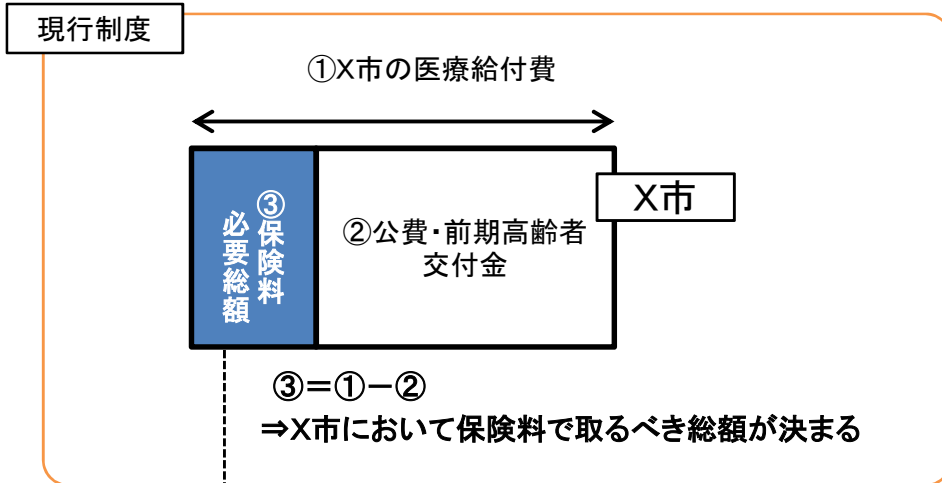 現行制度
①X市の医療給付費
③保険料
必要総額
②公費・前期高齢者
交付金
X市
③＝①－②
⇒X市において保険料で取るべき総額が決まる